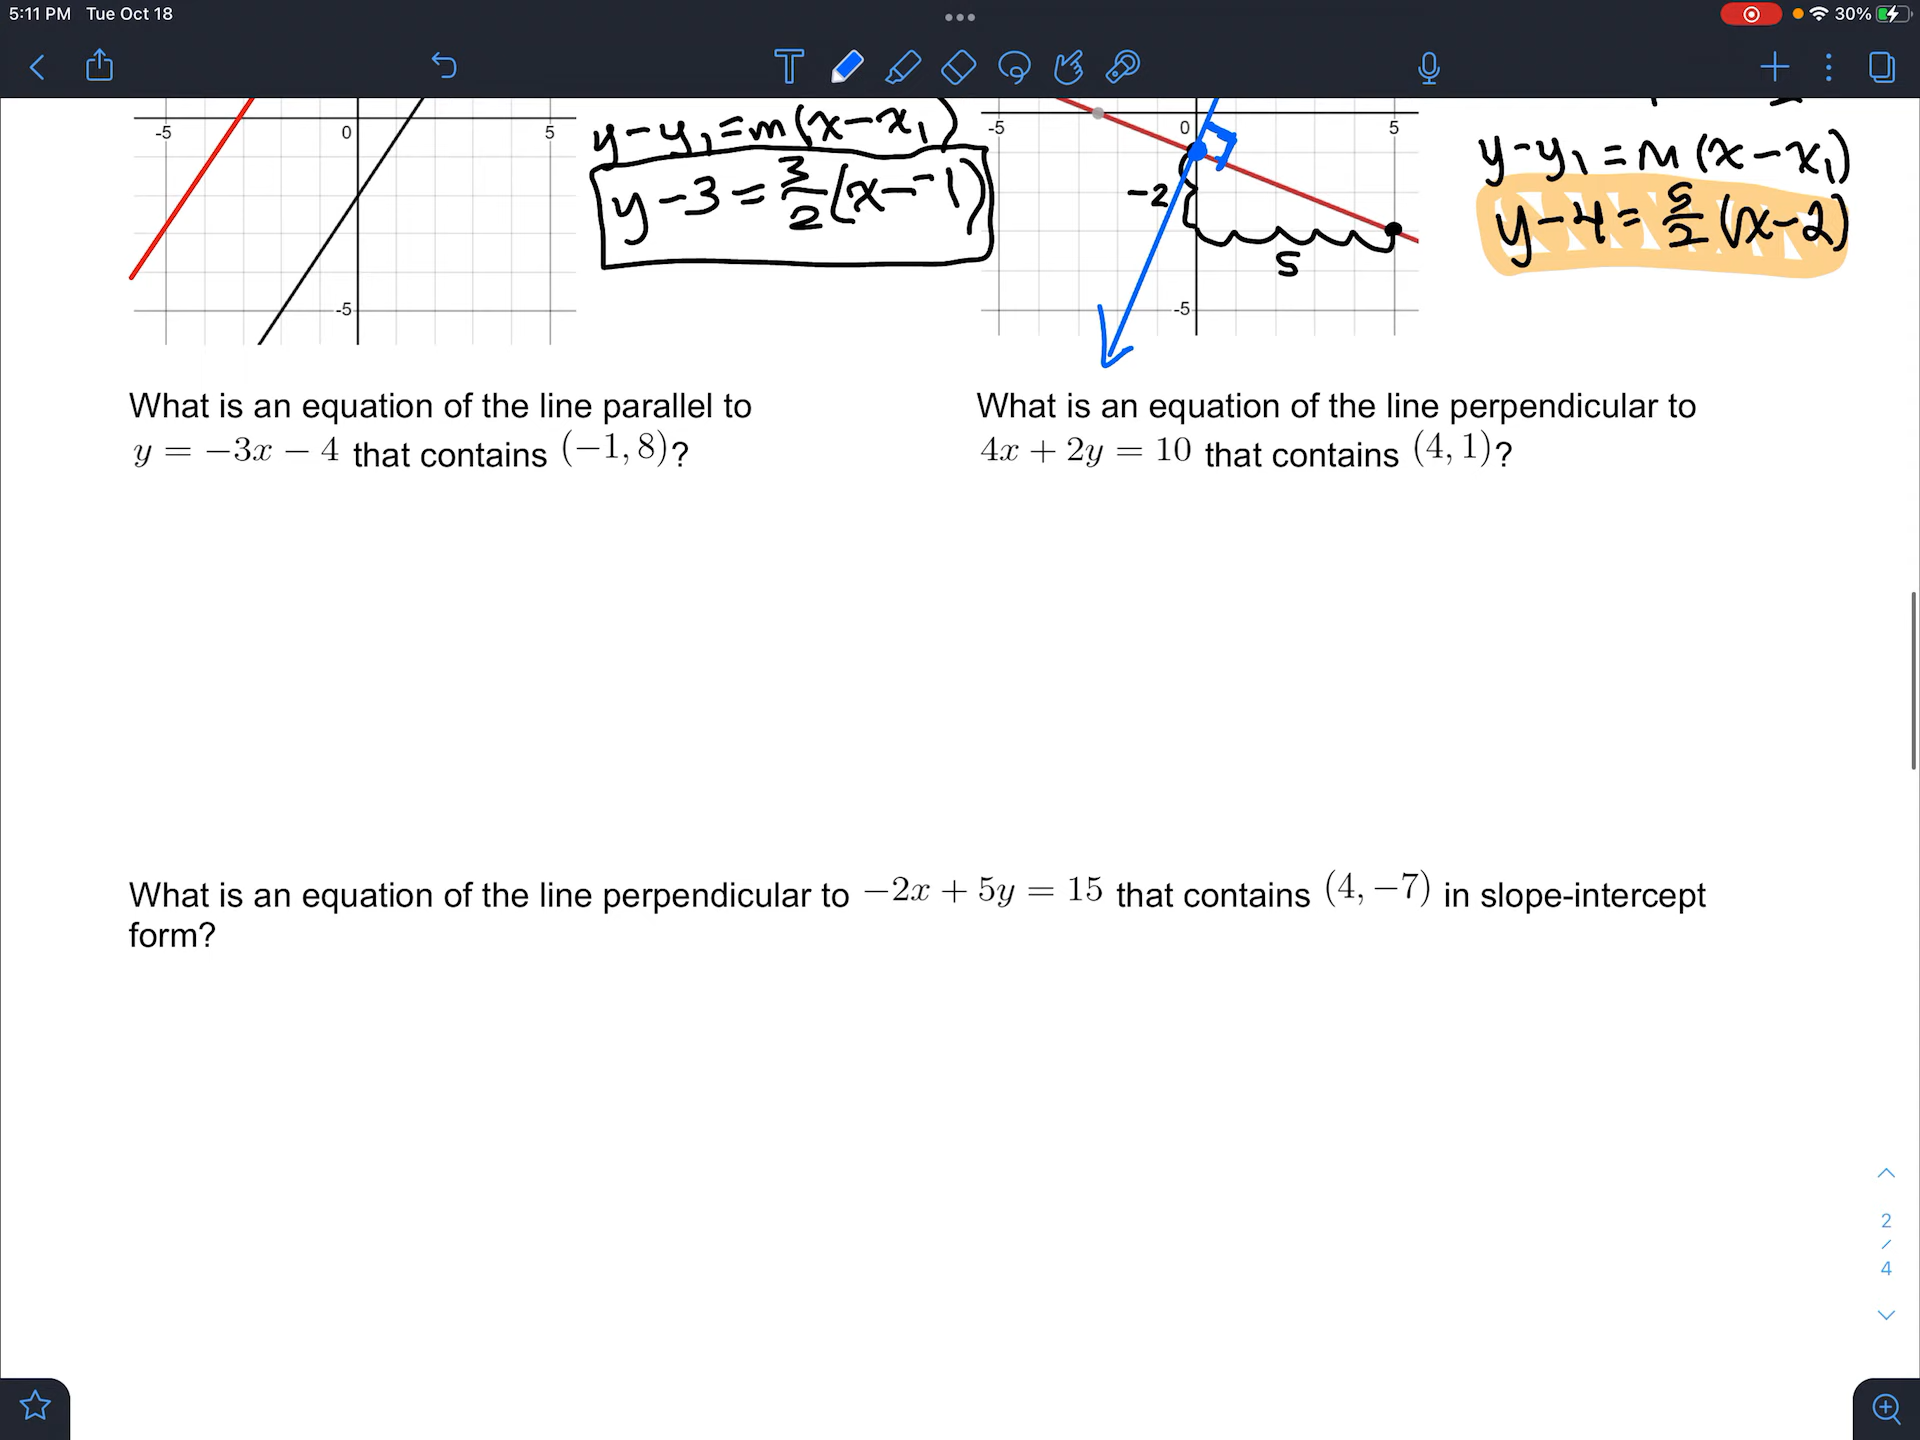 5:11 PM Tue Oct 18
30%
-5 0 5
-5
y-y₁=m(x-x₁)
y-3=3/2(x--1)
-5 0 5
-2
5
-5
y-y₁=m(x-x₁)
y-4=5/2(x-2)
What is an equation of the line parallel to
y = −3x − 4 that contains (−1, 8)?
What is an equation of the line perpendicular to
4x + 2y = 10 that contains (4, 1)?
What is an equation of the line perpendicular to −2x + 5y = 15 that contains (4, −7) in slope-intercept
form?
2
/
4